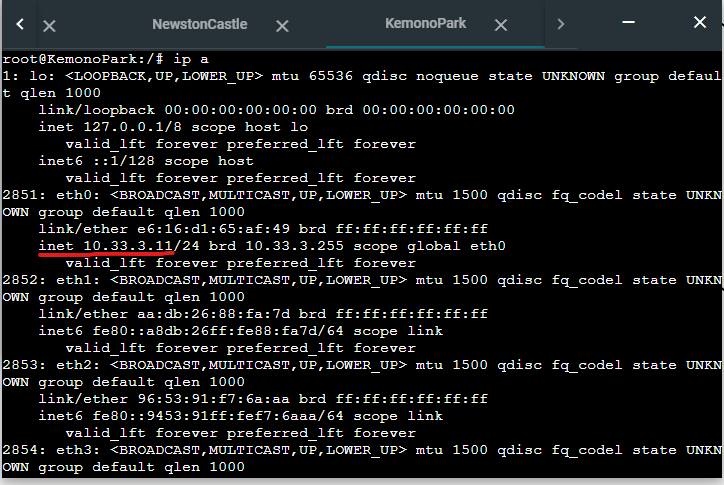 NewstonCastle
KemonoPark
root@KemonoPark:/# ip a
1: lo: <LOOPBACK,UP,LOWER_UP> mtu 65536 qdisc noqueue state UNKNOWN group defaul
t qlen 1000
    link/loopback 00:00:00:00:00:00 brd 00:00:00:00:00:00
    inet 127.0.0.1/8 scope host lo
       valid_lft forever preferred_lft forever
    inet6 ::1/128 scope host
       valid_lft forever preferred_lft forever
2851: eth0: <BROADCAST,MULTICAST,UP,LOWER_UP> mtu 1500 qdisc fq_codel state UNKN
OWN group default qlen 1000
    link/ether e6:16:d1:65:af:49 brd ff:ff:ff:ff:ff:ff
    inet 10.33.3.11/24 brd 10.33.3.255 scope global eth0
       valid_lft forever preferred_lft forever
2852: eth1: <BROADCAST,MULTICAST,UP,LOWER_UP> mtu 1500 qdisc fq_codel state UNKN
OWN group default qlen 1000
    link/ether aa:db:26:88:fa:7d brd ff:ff:ff:ff:ff:ff
    inet6 fe80::a8db:26ff:fe88:fa7d/64 scope link
       valid_lft forever preferred_lft forever
2853: eth2: <BROADCAST,MULTICAST,UP,LOWER_UP> mtu 1500 qdisc fq_codel state UNKN
OWN group default qlen 1000
    link/ether 96:53:91:f7:6a:aa brd ff:ff:ff:ff:ff:ff
    inet6 fe80::9453:91ff:fef7:6aaa/64 scope link
       valid_lft forever preferred_lft forever
2854: eth3: <BROADCAST,MULTICAST,UP,LOWER_UP> mtu 1500 qdisc fq_codel state UNKN
OWN group default qlen 1000